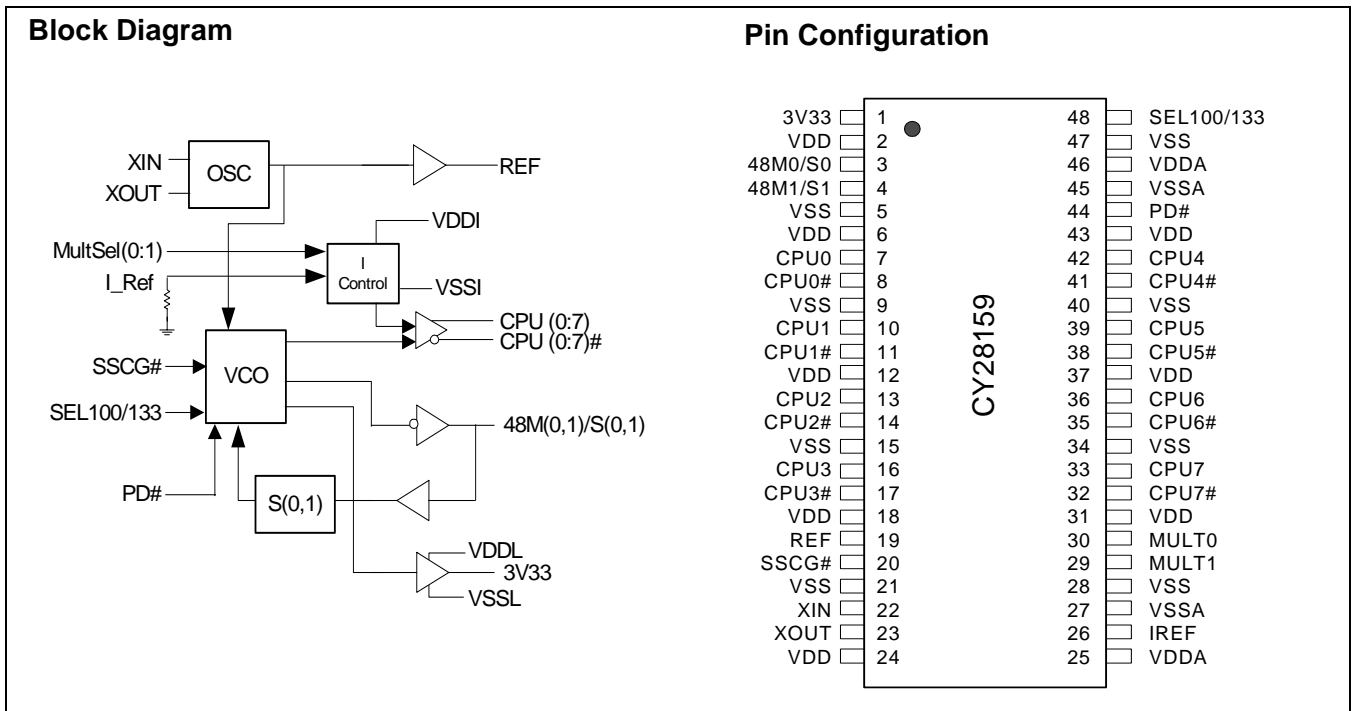 Block Diagram
XIN
XOUT
OSC
REF
VDDI
MultSel(0:1)
I_Ref
I
Control
VSSI
CPU (0:7)
CPU (0:7)#
SSCG#
VCO
SEL100/133
48M(0,1)/S(0,1)
PD#
S(0,1)
VDDL
3V33
VSSL
Pin Configuration
3V33 1 48 SEL100/133
VDD 2 47 VSS
48M0/S0 3 46 VDDA
48M1/S1 4 45 VSSA
VSS 5 44 PD#
VDD 6 43 VDD
CPU0 7 42 CPU4
CPU0# 8 41 CPU4#
VSS 9 40 VSS
CPU1 10 39 CPU5
CPU1# 11 38 CPU5#
VDD 12 37 VDD
CPU2 13 36 CPU6
CPU2# 14 35 CPU6#
VSS 15 34 VSS
CPU3 16 33 CPU7
CPU3# 17 32 CPU7#
VDD 18 31 VDD
REF 19 30 MULT0
SSCG# 20 29 MULT1
VSS 21 28 VSS
XIN 22 27 VSSA
XOUT 23 26 IREF
VDD 24 25 VDDA
CY28159